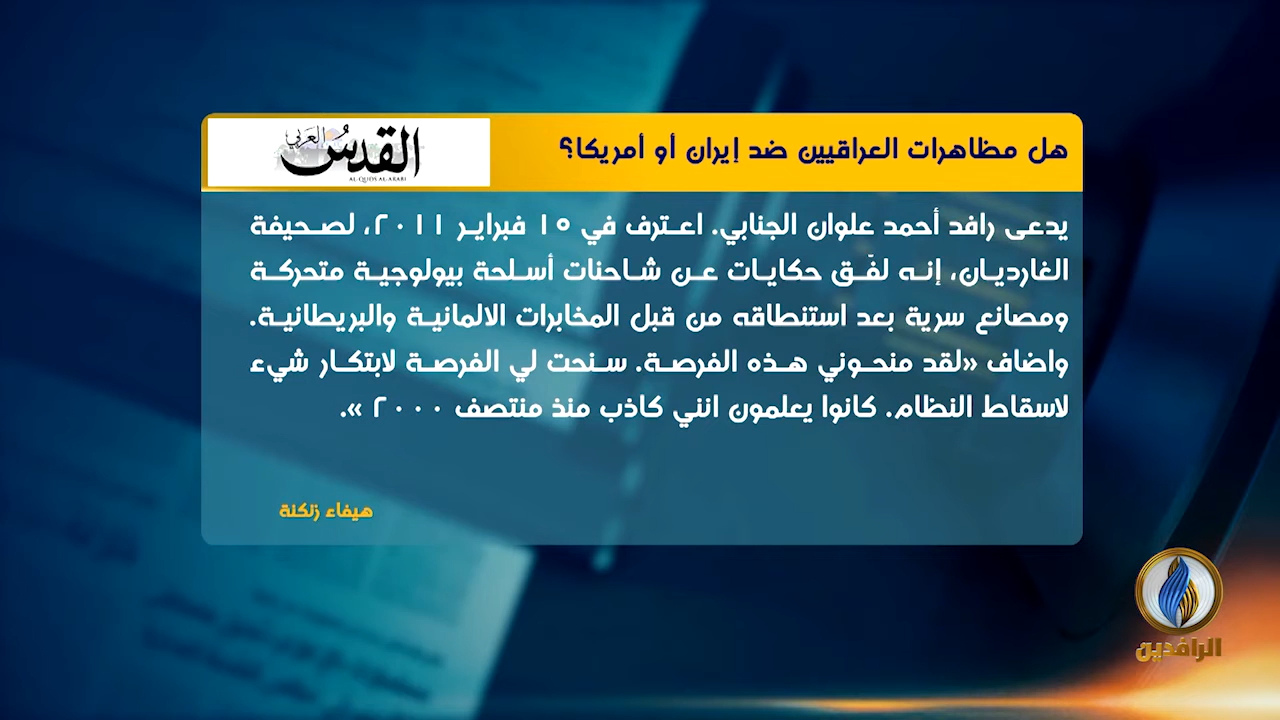 هل مظاهرات العراقيين ضد إيران أو أمريكا؟
القدس العربي
AL-QUDS AL-ARABI
يدعى رافد أحمد علوان الجنابي. اعترف في ١٥ فبراير ٢٠١١، لصحيفة
الغارديان، إنه لفّق حكايات عن شاحنات أسلحة بيولوجية متحركة
ومصانع سرية بعد استنطاقه من قبل المخابرات الالمانية والبريطانية.
واضاف «لقد منحوني هذه الفرصة. سنحت لي الفرصة لابتكار شيء
لاسقاط النظام. كانوا يعلمون انني كاذب منذ منتصف ٢٠٠٠ ».
هيفاء زنكنة
الرافدين